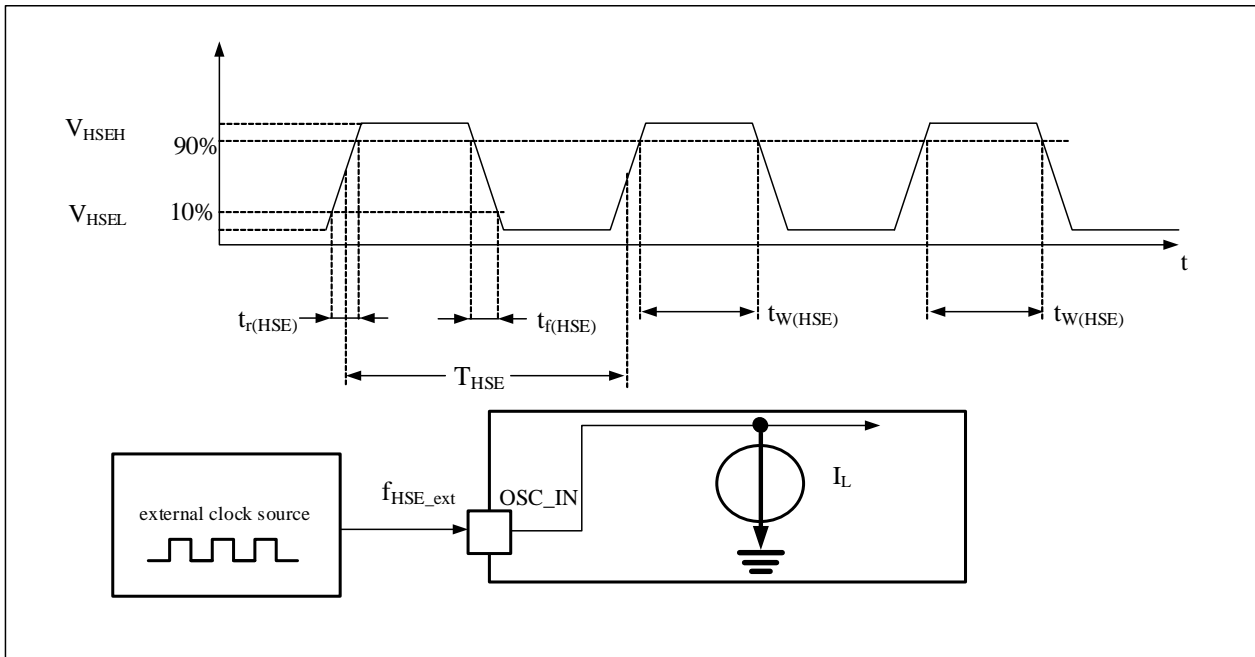 V_HSEH
90%
V_HSEL
10%
t
t_r(HSE)
t_f(HSE)
t_W(HSE)
t_W(HSE)
T_HSE
f_HSE_ext
OSC_IN
I_L
external clock source